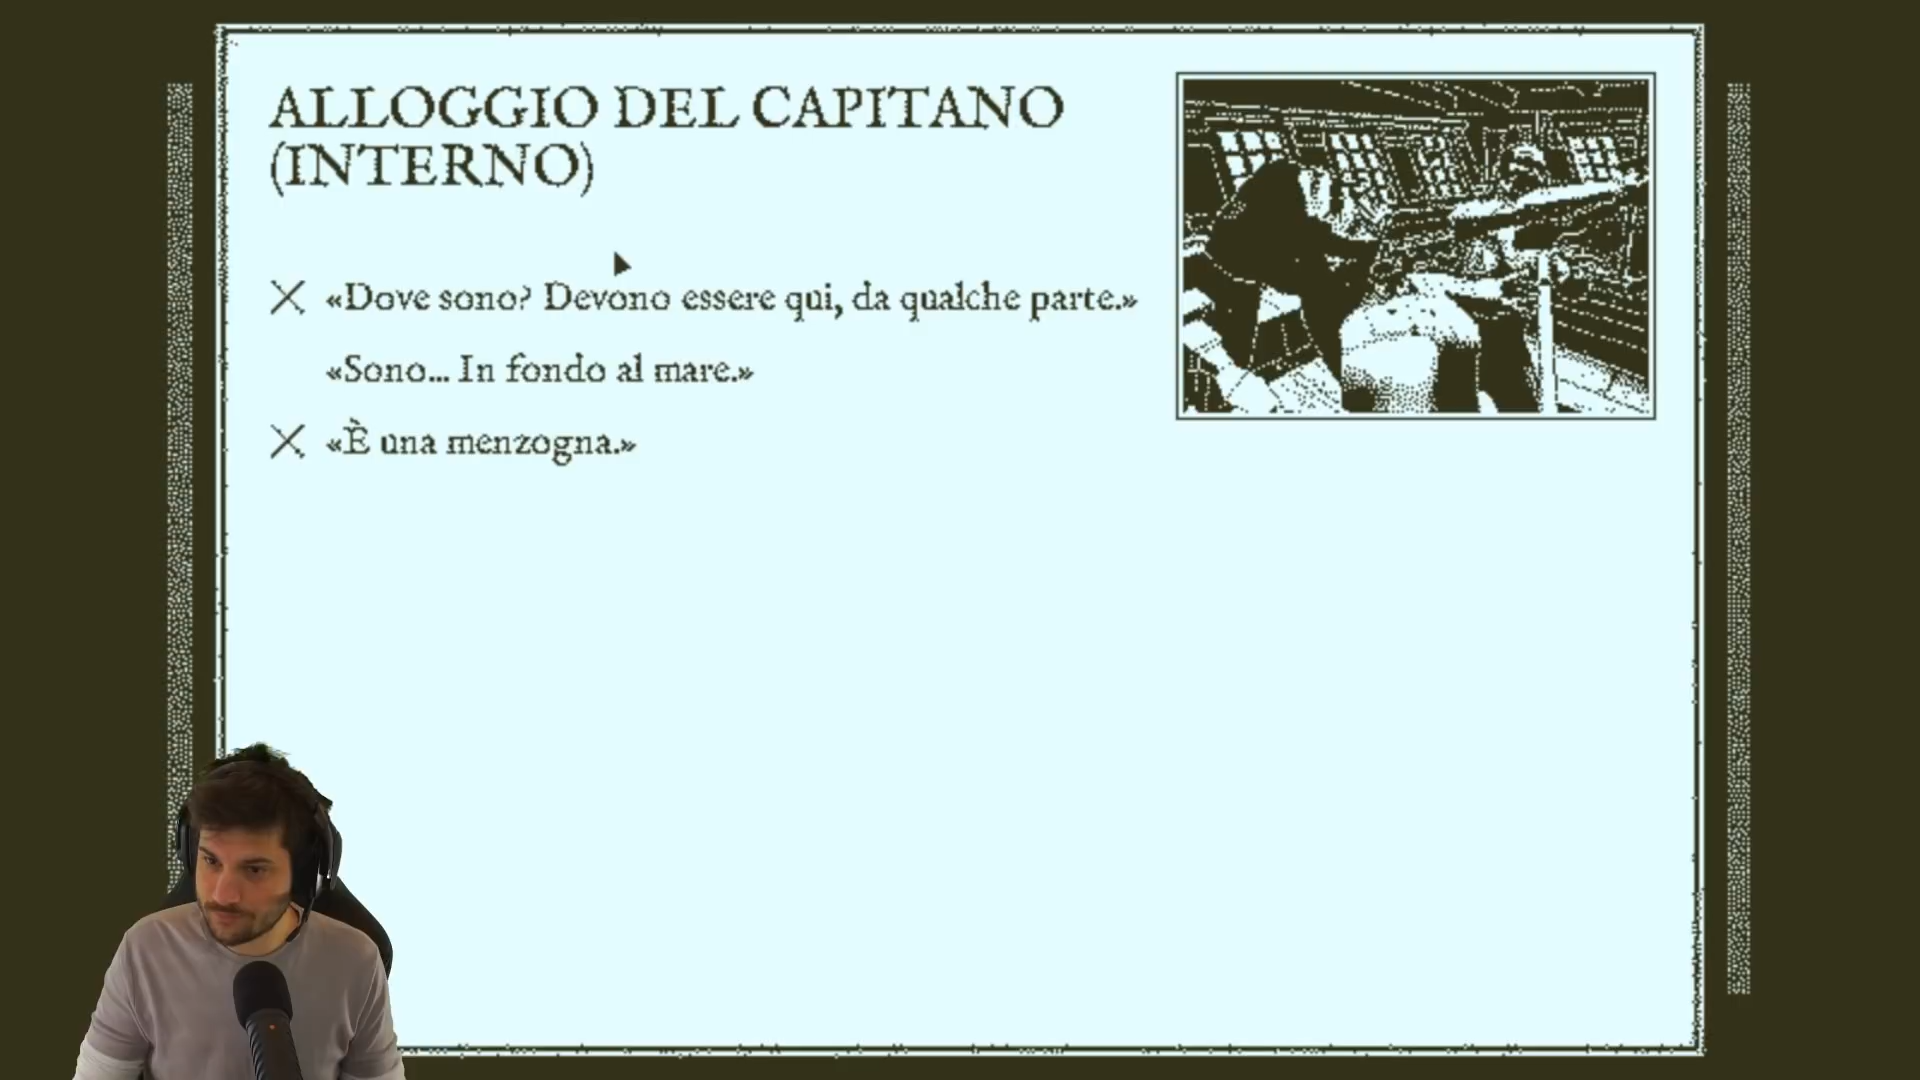 ALLOGGIO DEL CAPITANO
(INTERNO)
«Dove sono? Devono essere qui, da qualche parte.»
«Sono... In fondo al mare.»
«È una menzogna.»